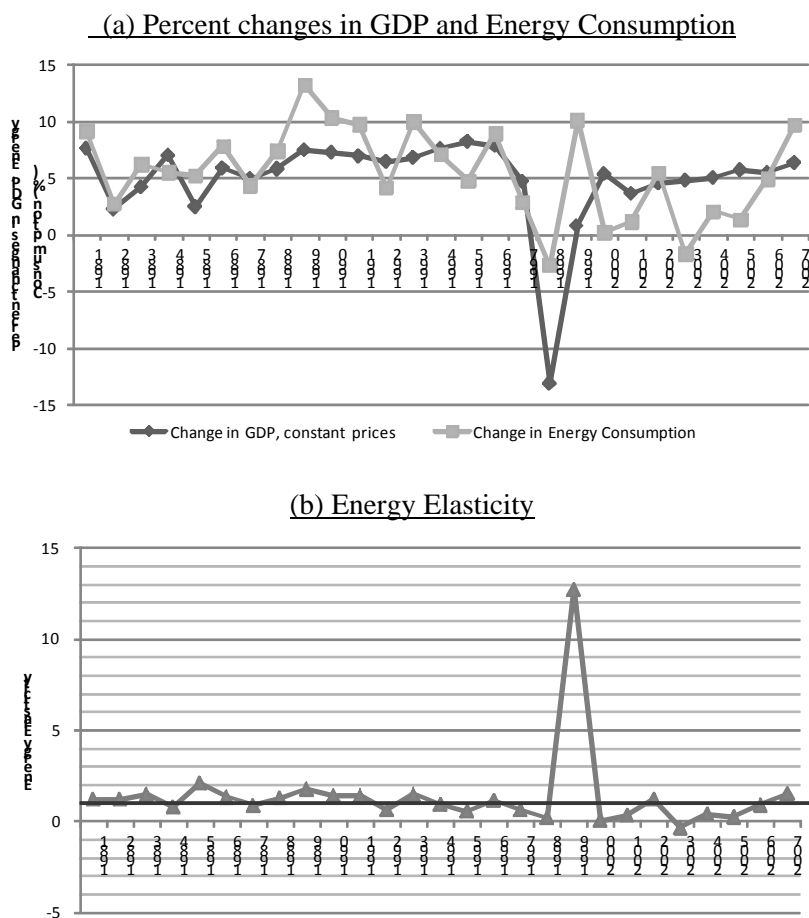 (a) Percent changes in GDP and Energy Consumption
15
10
5
0
-5
-10
-15
1981 1982 1983 1984 1985 1986 1987 1988 1989 1990 1991 1992 1993 1994 1995 1996 1997 1998 1999 2000 2001 2002 2003 2004 2005 2006 2007
Change in GDP, constant prices Change in Energy Consumption
(b) Energy Elasticity
15
10
5
0
-5
1981 1982 1983 1984 1985 1986 1987 1988 1989 1990 1991 1992 1993 1994 1995 1996 1997 1998 1999 2000 2001 2002 2003 2004 2005 2006 2007